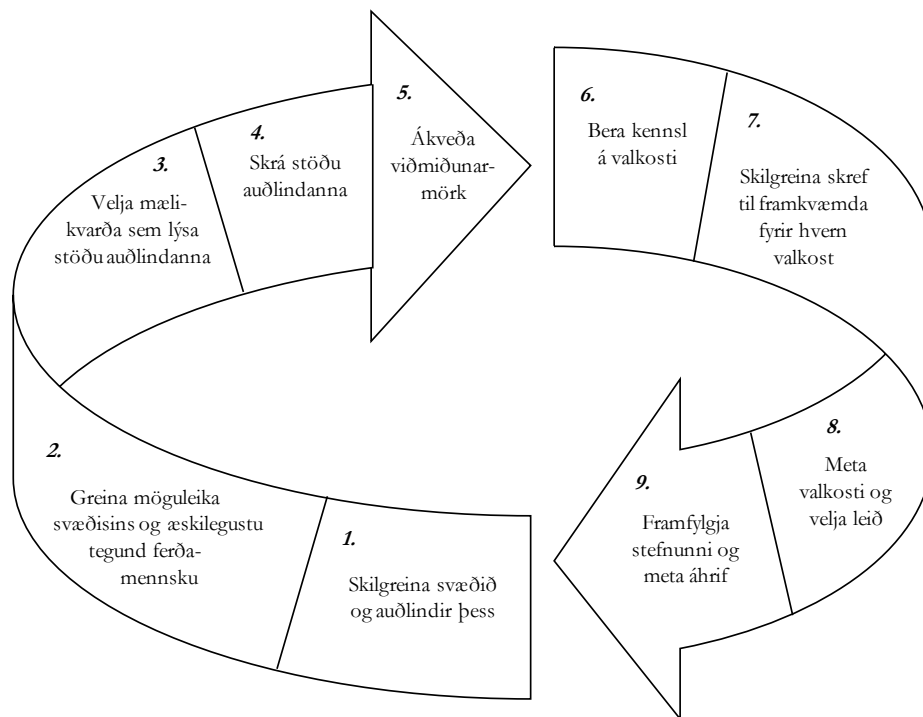 1.
Skilgreina svæðið
og auðlindir þess
2.
Greina möguleika
svæðisins og æskilegustu
tegund ferða-
mennsku
3.
Velja mæli-
kvarða sem lýsa
stöðu auðlindanna
4.
Skrá stöðu
auðlindanna
5.
Ákveða
viðmiðunar-
mörk
6.
Bera kennsl
á valkosti
7.
Skilgreina skref
til framkvæmda
fyrir hvern
valkost
8.
Meta
valkosti og
velja leið
9.
Framfylgja
stefnunni og
meta áhrif